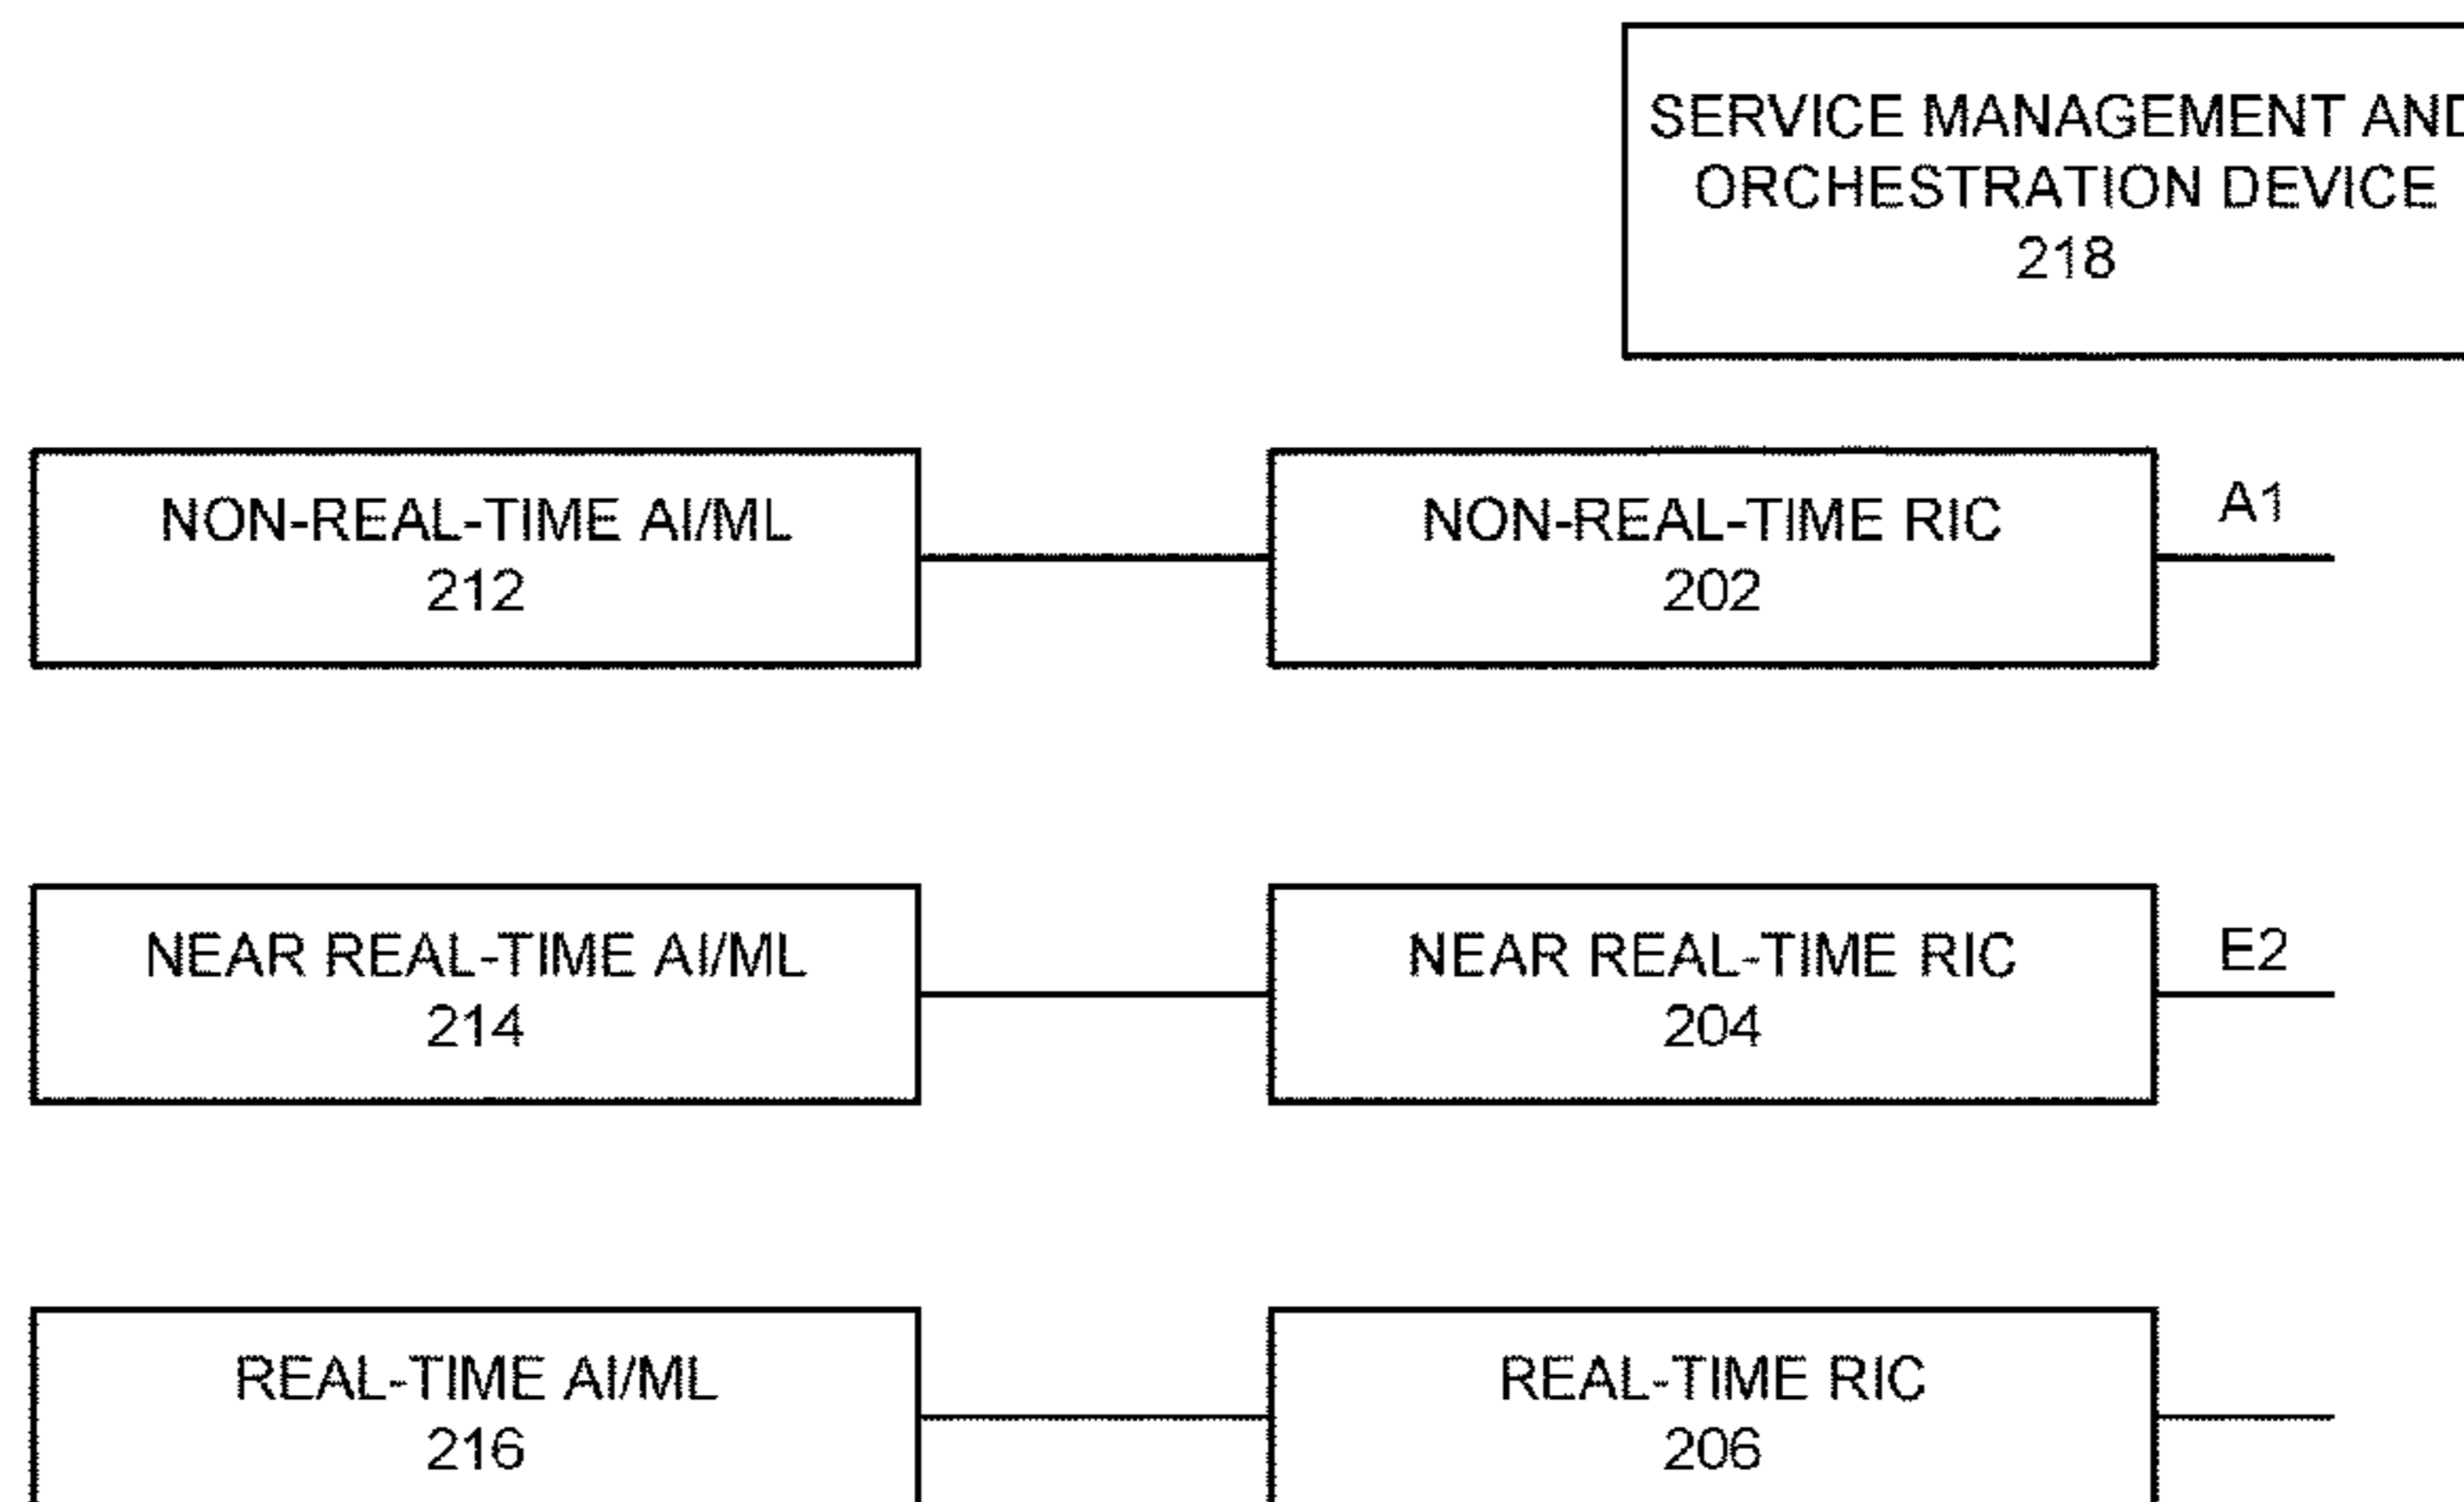 SERVICE MANAGEMENT AND
ORCHESTRATION DEVICE
218
NON-REAL-TIME AI/ML
212
NON-REAL-TIME RIC
202
A1
NEAR REAL-TIME AI/ML
214
NEAR REAL-TIME RIC
204
E2
REAL-TIME AI/ML
216
REAL-TIME RIC
206